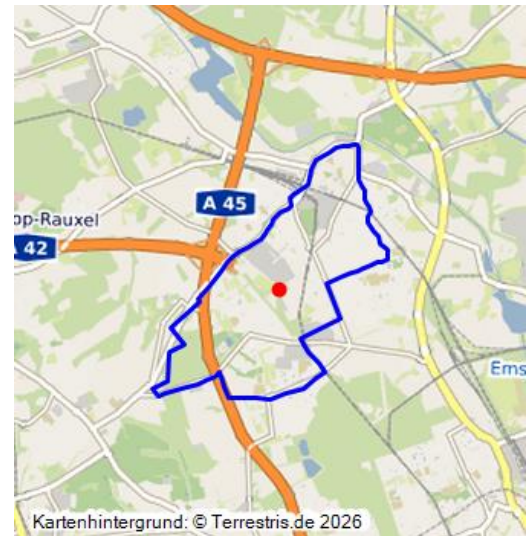 A 45
op-Rauxel
A 42
Ems
Kartenhintergrund: © Terrestris.de 2026